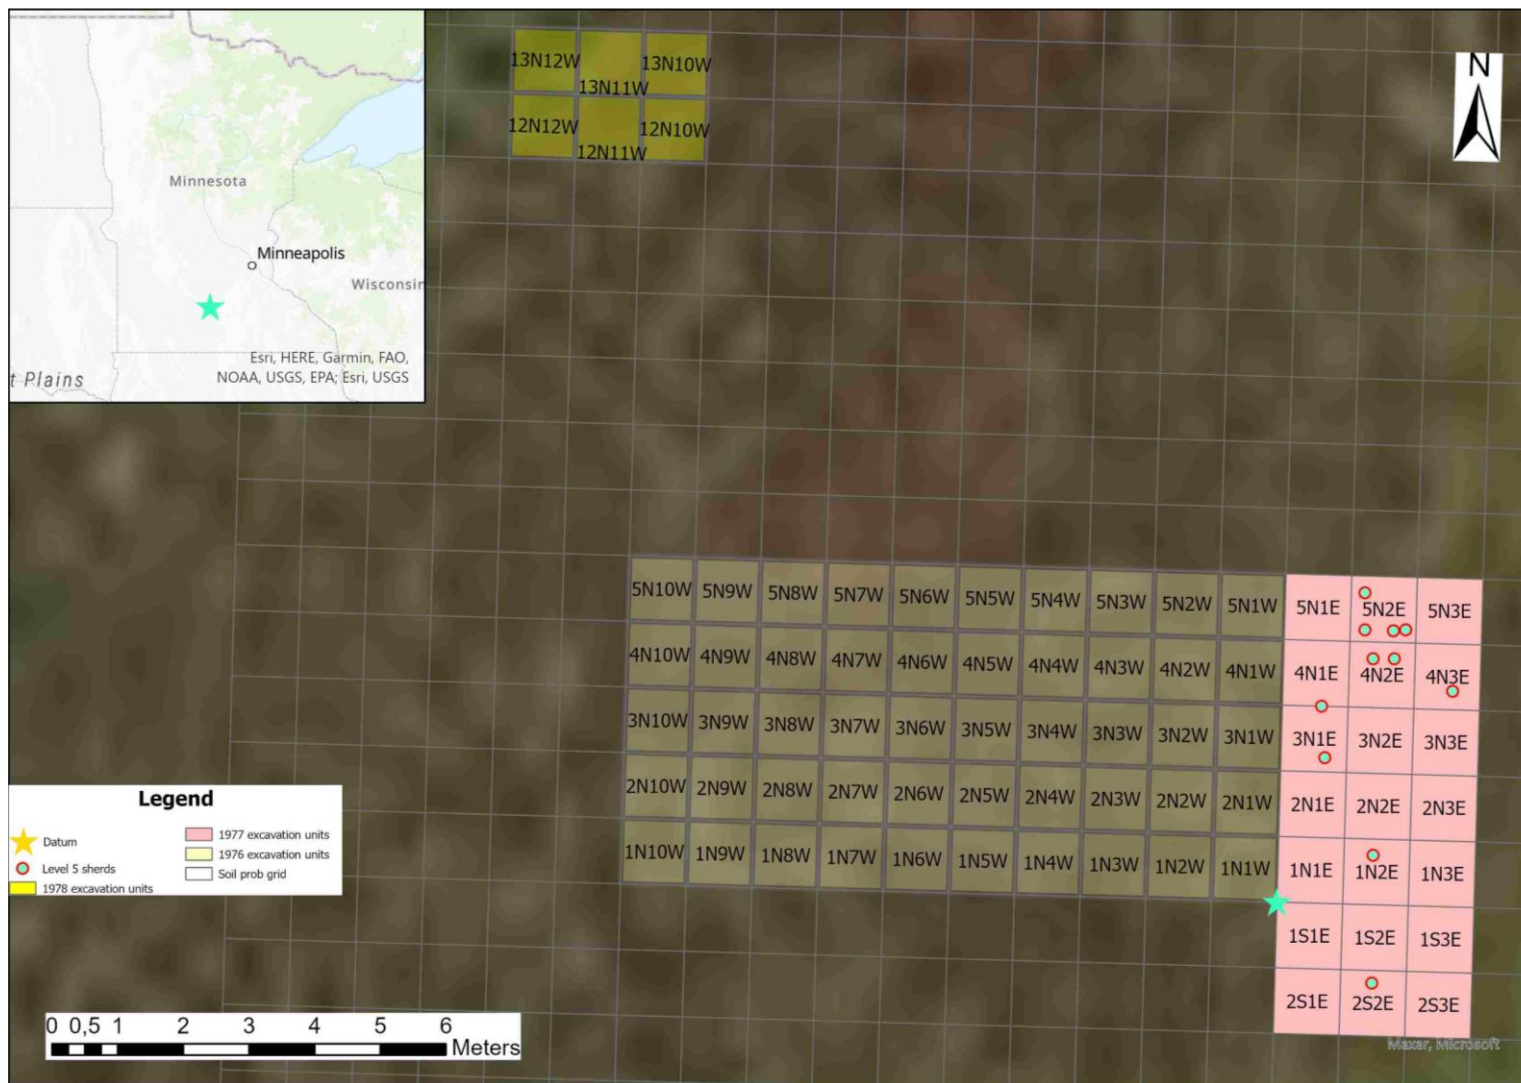 Minnesota
Minneapolis
Wisconsin
Esri, HERE, Garmin, FAO,
NOAA, USGS, EPA; Esri, USGS
t Plains
N
13N12W
13N11W
13N10W
12N12W
12N11W
12N10W
5N10W 5N9W 5N8W 5N7W 5N6W 5N5W 5N4W 5N3W 5N2W 5N1W 5N1E 5N2E 5N3E
4N10W 4N9W 4N8W 4N7W 4N6W 4N5W 4N4W 4N3W 4N2W 4N1W 4N1E 4N2E 4N3E
3N10W 3N9W 3N8W 3N7W 3N6W 3N5W 3N4W 3N3W 3N2W 3N1W 3N1E 3N2E 3N3E
2N10W 2N9W 2N8W 2N7W 2N6W 2N5W 2N4W 2N3W 2N2W 2N1W 2N1E 2N2E 2N3E
1N10W 1N9W 1N8W 1N7W 1N6W 1N5W 1N4W 1N3W 1N2W 1N1W 1N1E 1N2E 1N3E
1S1E 1S2E 1S3E
2S1E 2S2E 2S3E
Legend
Datum
Level 5 sherds
1978 excavation units
1977 excavation units
1976 excavation units
Soil prob grid
0 0,5 1 2 3 4 5 6
Meters
Maxar, Microsoft